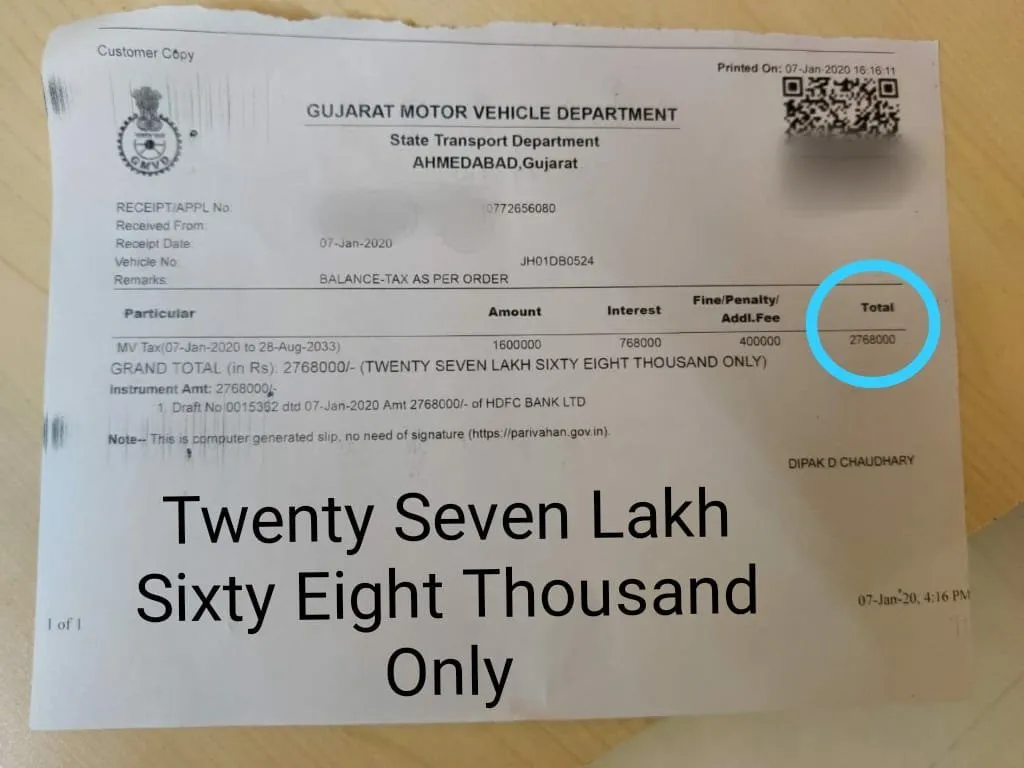 Customer Copy
Printed On: 07-Jan-2020 16:16:11
GUJARAT MOTOR VEHICLE DEPARTMENT
State Transport Department
AHMEDABAD,Gujarat
GMVD
RECEIPT/APPL No: 0772656080
Received From:
Receipt Date: 07-Jan-2020
Vehicle No: JH01DB0524
Remarks: BALANCE-TAX AS PER ORDER
Particular Amount Interest Fine/Penalty/ Addl.Fee Total
MV Tax(07-Jan-2020 to 28-Aug-2033) 1600000 768000 400000 2768000
GRAND TOTAL (in Rs): 2768000/- (TWENTY SEVEN LAKH SIXTY EIGHT THOUSAND ONLY)
Instrument Amt: 2768000/-
1. Draft No 0015362 dtd 07-Jan-2020 Amt 2768000/- of HDFC BANK LTD
Note-- This is computer generated slip, no need of signature (https://parivahan.gov.in).
DIPAK D CHAUDHARY
Twenty Seven Lakh
Sixty Eight Thousand
Only
1 of 1
07-Jan-20, 4:16 PM